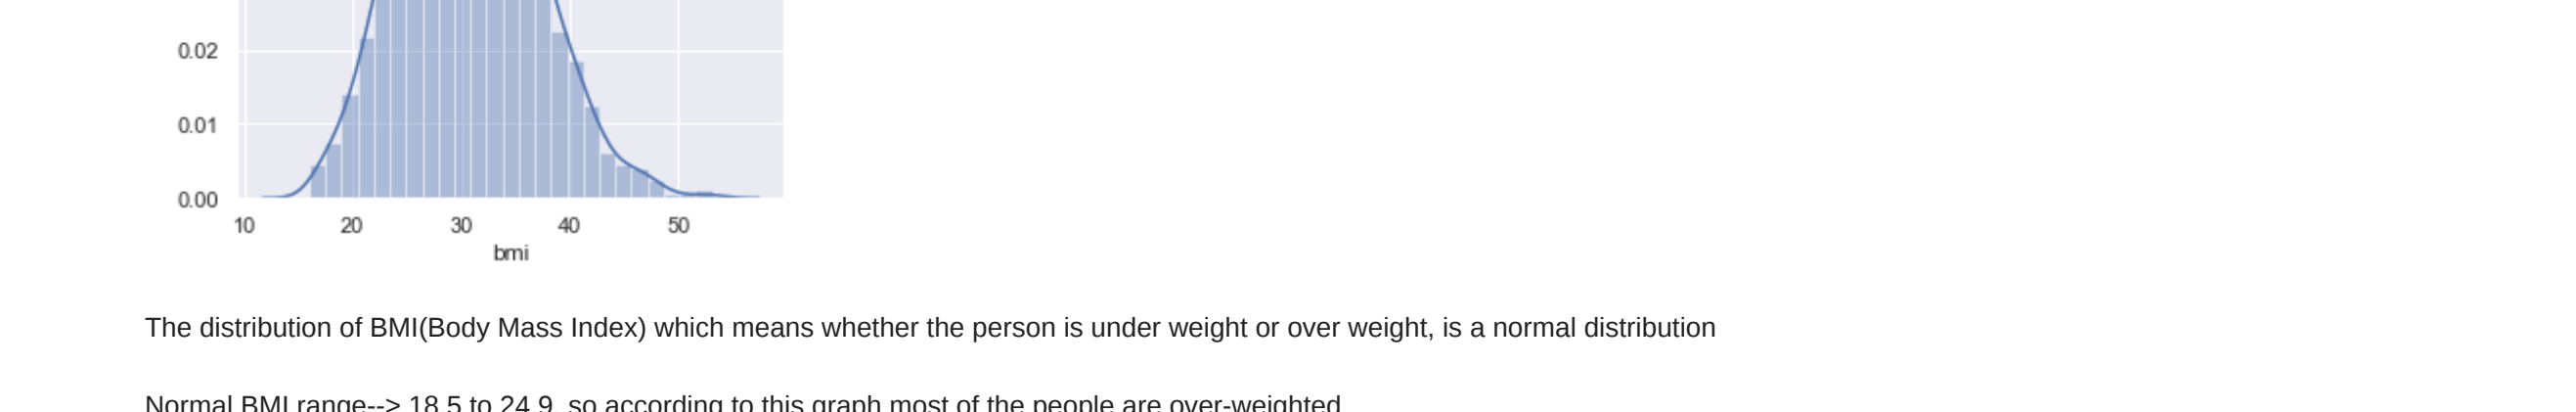 0.02
0.01
0.00
10 20 30 40 50
bmi
The distribution of BMI(Body Mass Index) which means whether the person is under weight or over weight, is a normal distribution
Normal BMI range--> 18.5 to 24.9, so according to this graph most of the people are over-weighted